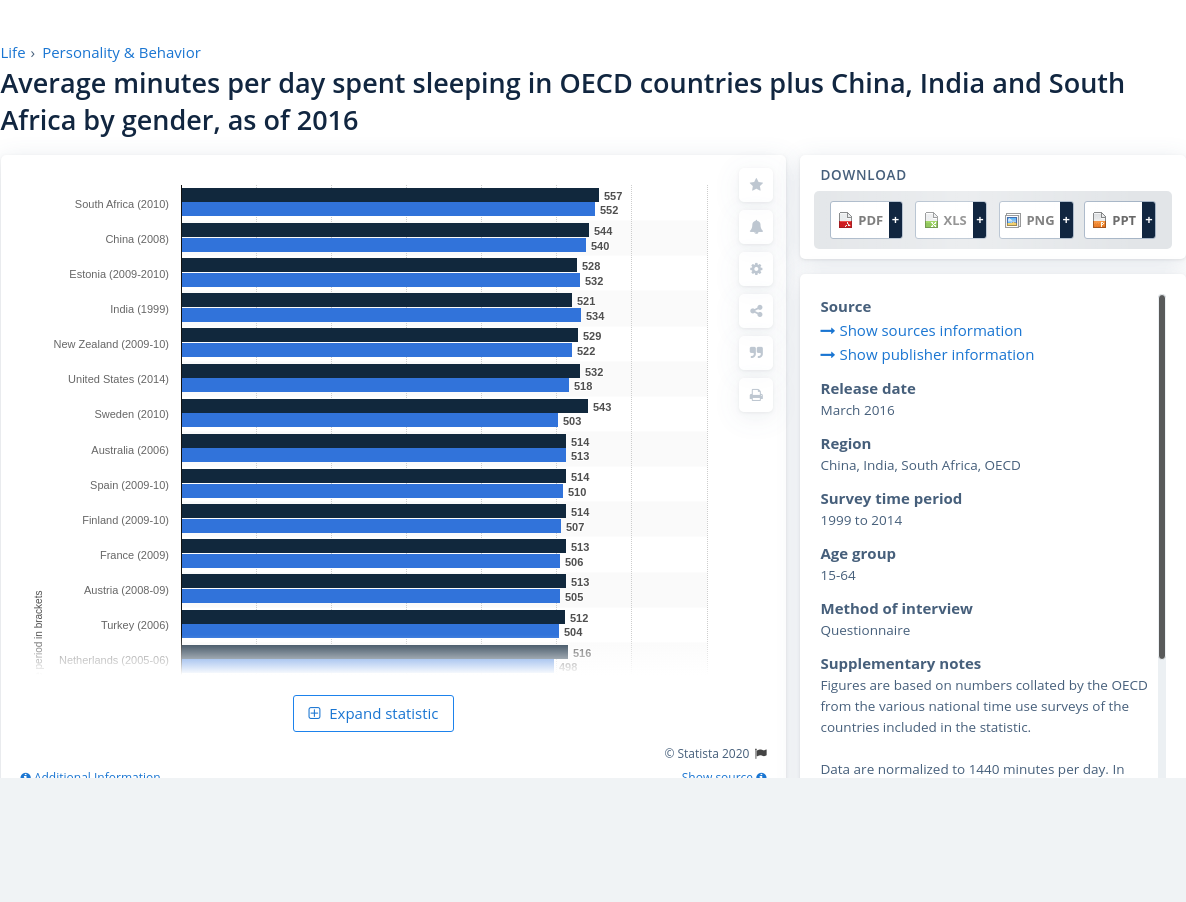 Life › Personality & Behavior
Average minutes per day spent sleeping in OECD countries plus China, India and South
Africa by gender, as of 2016
South Africa (2010)
557
552
China (2008)
544
540
Estonia (2009-2010)
528
532
India (1999)
521
534
New Zealand (2009-10)
529
522
United States (2014)
532
518
Sweden (2010)
543
503
Australia (2006)
514
513
Spain (2009-10)
514
510
Finland (2009-10)
514
507
France (2009)
513
506
Austria (2008-09)
513
505
Turkey (2006)
512
504
Netherlands (2005-06)
516
498
period in brackets
Expand statistic
© Statista 2020
Additional Information
Show source
DOWNLOAD
PDF + XLS + PNG + PPT +
Source
Show sources information
Show publisher information
Release date
March 2016
Region
China, India, South Africa, OECD
Survey time period
1999 to 2014
Age group
15-64
Method of interview
Questionnaire
Supplementary notes
Figures are based on numbers collated by the OECD
from the various national time use surveys of the
countries included in the statistic.
Data are normalized to 1440 minutes per day. In